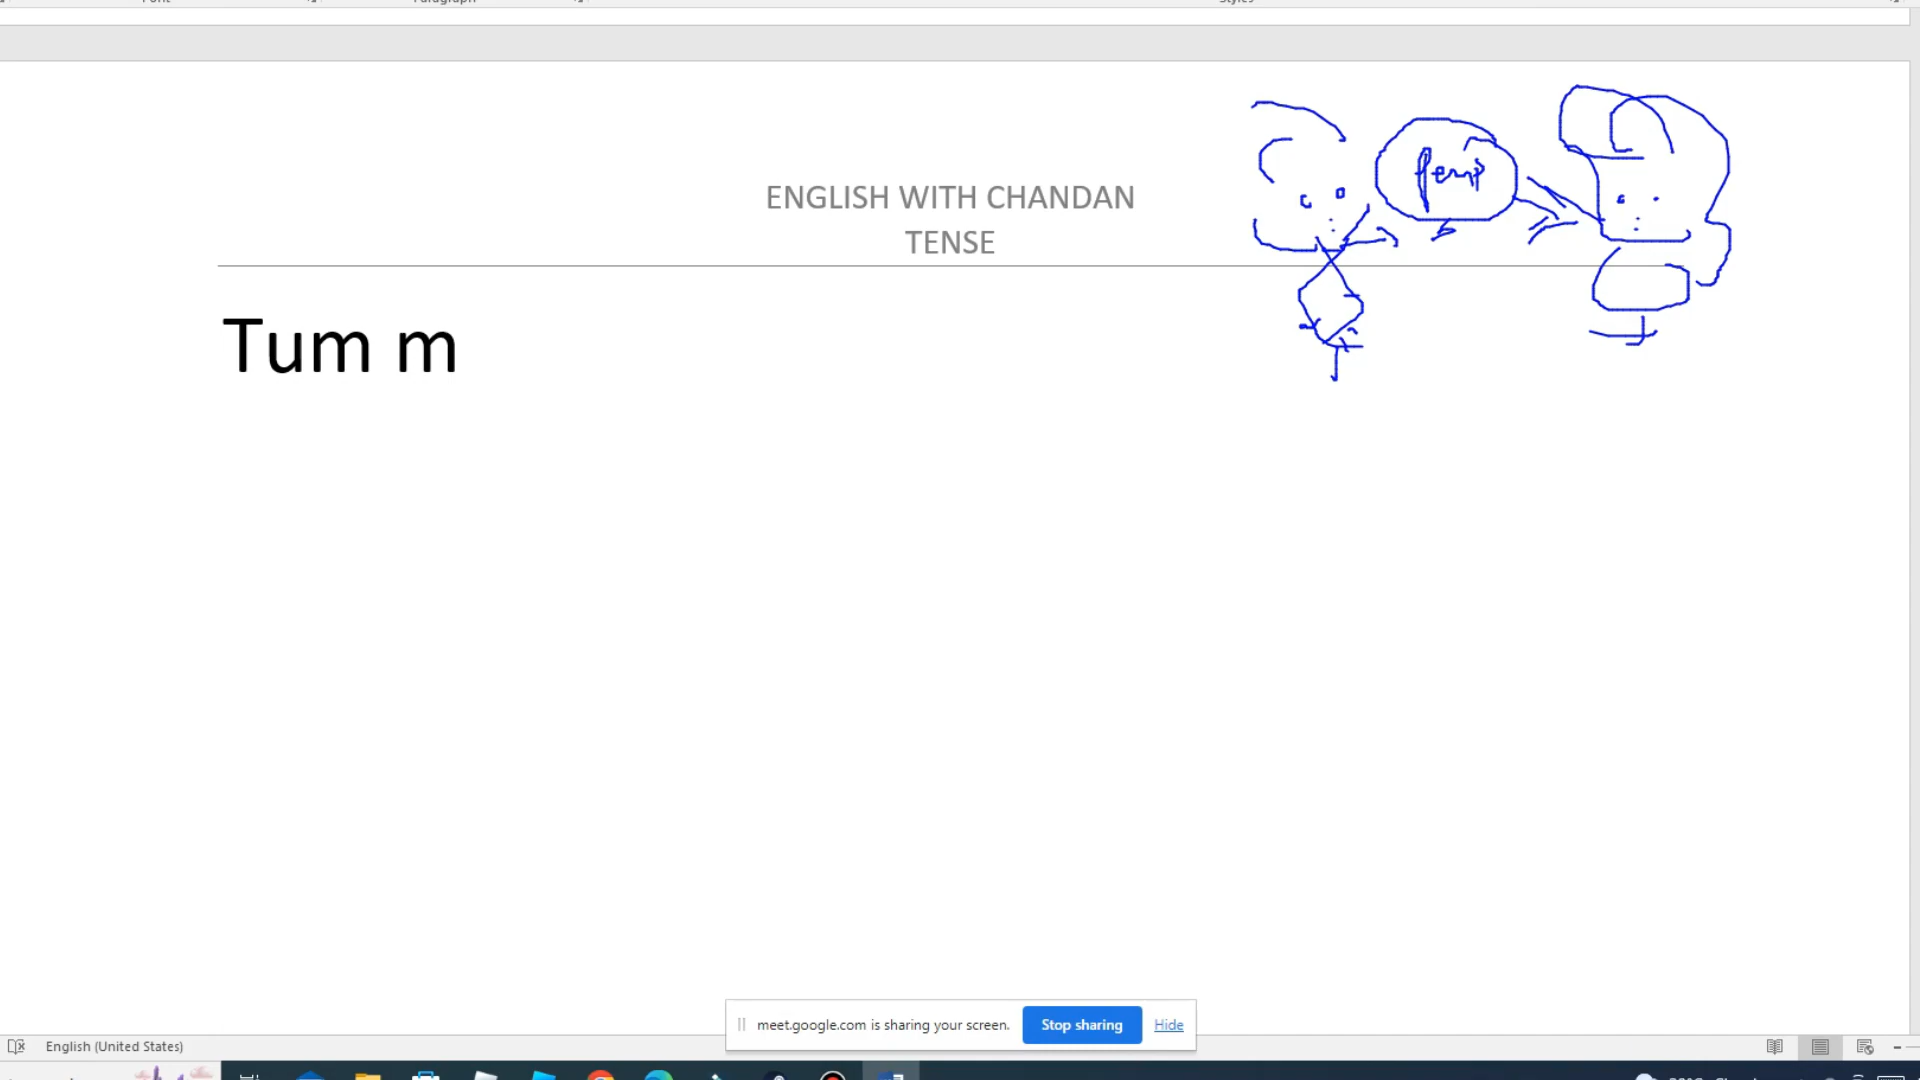 ENGLISH WITH CHANDAN
TENSE
Tum m
meet.google.com is sharing your screen.
Stop sharing
Hide
English (United States)